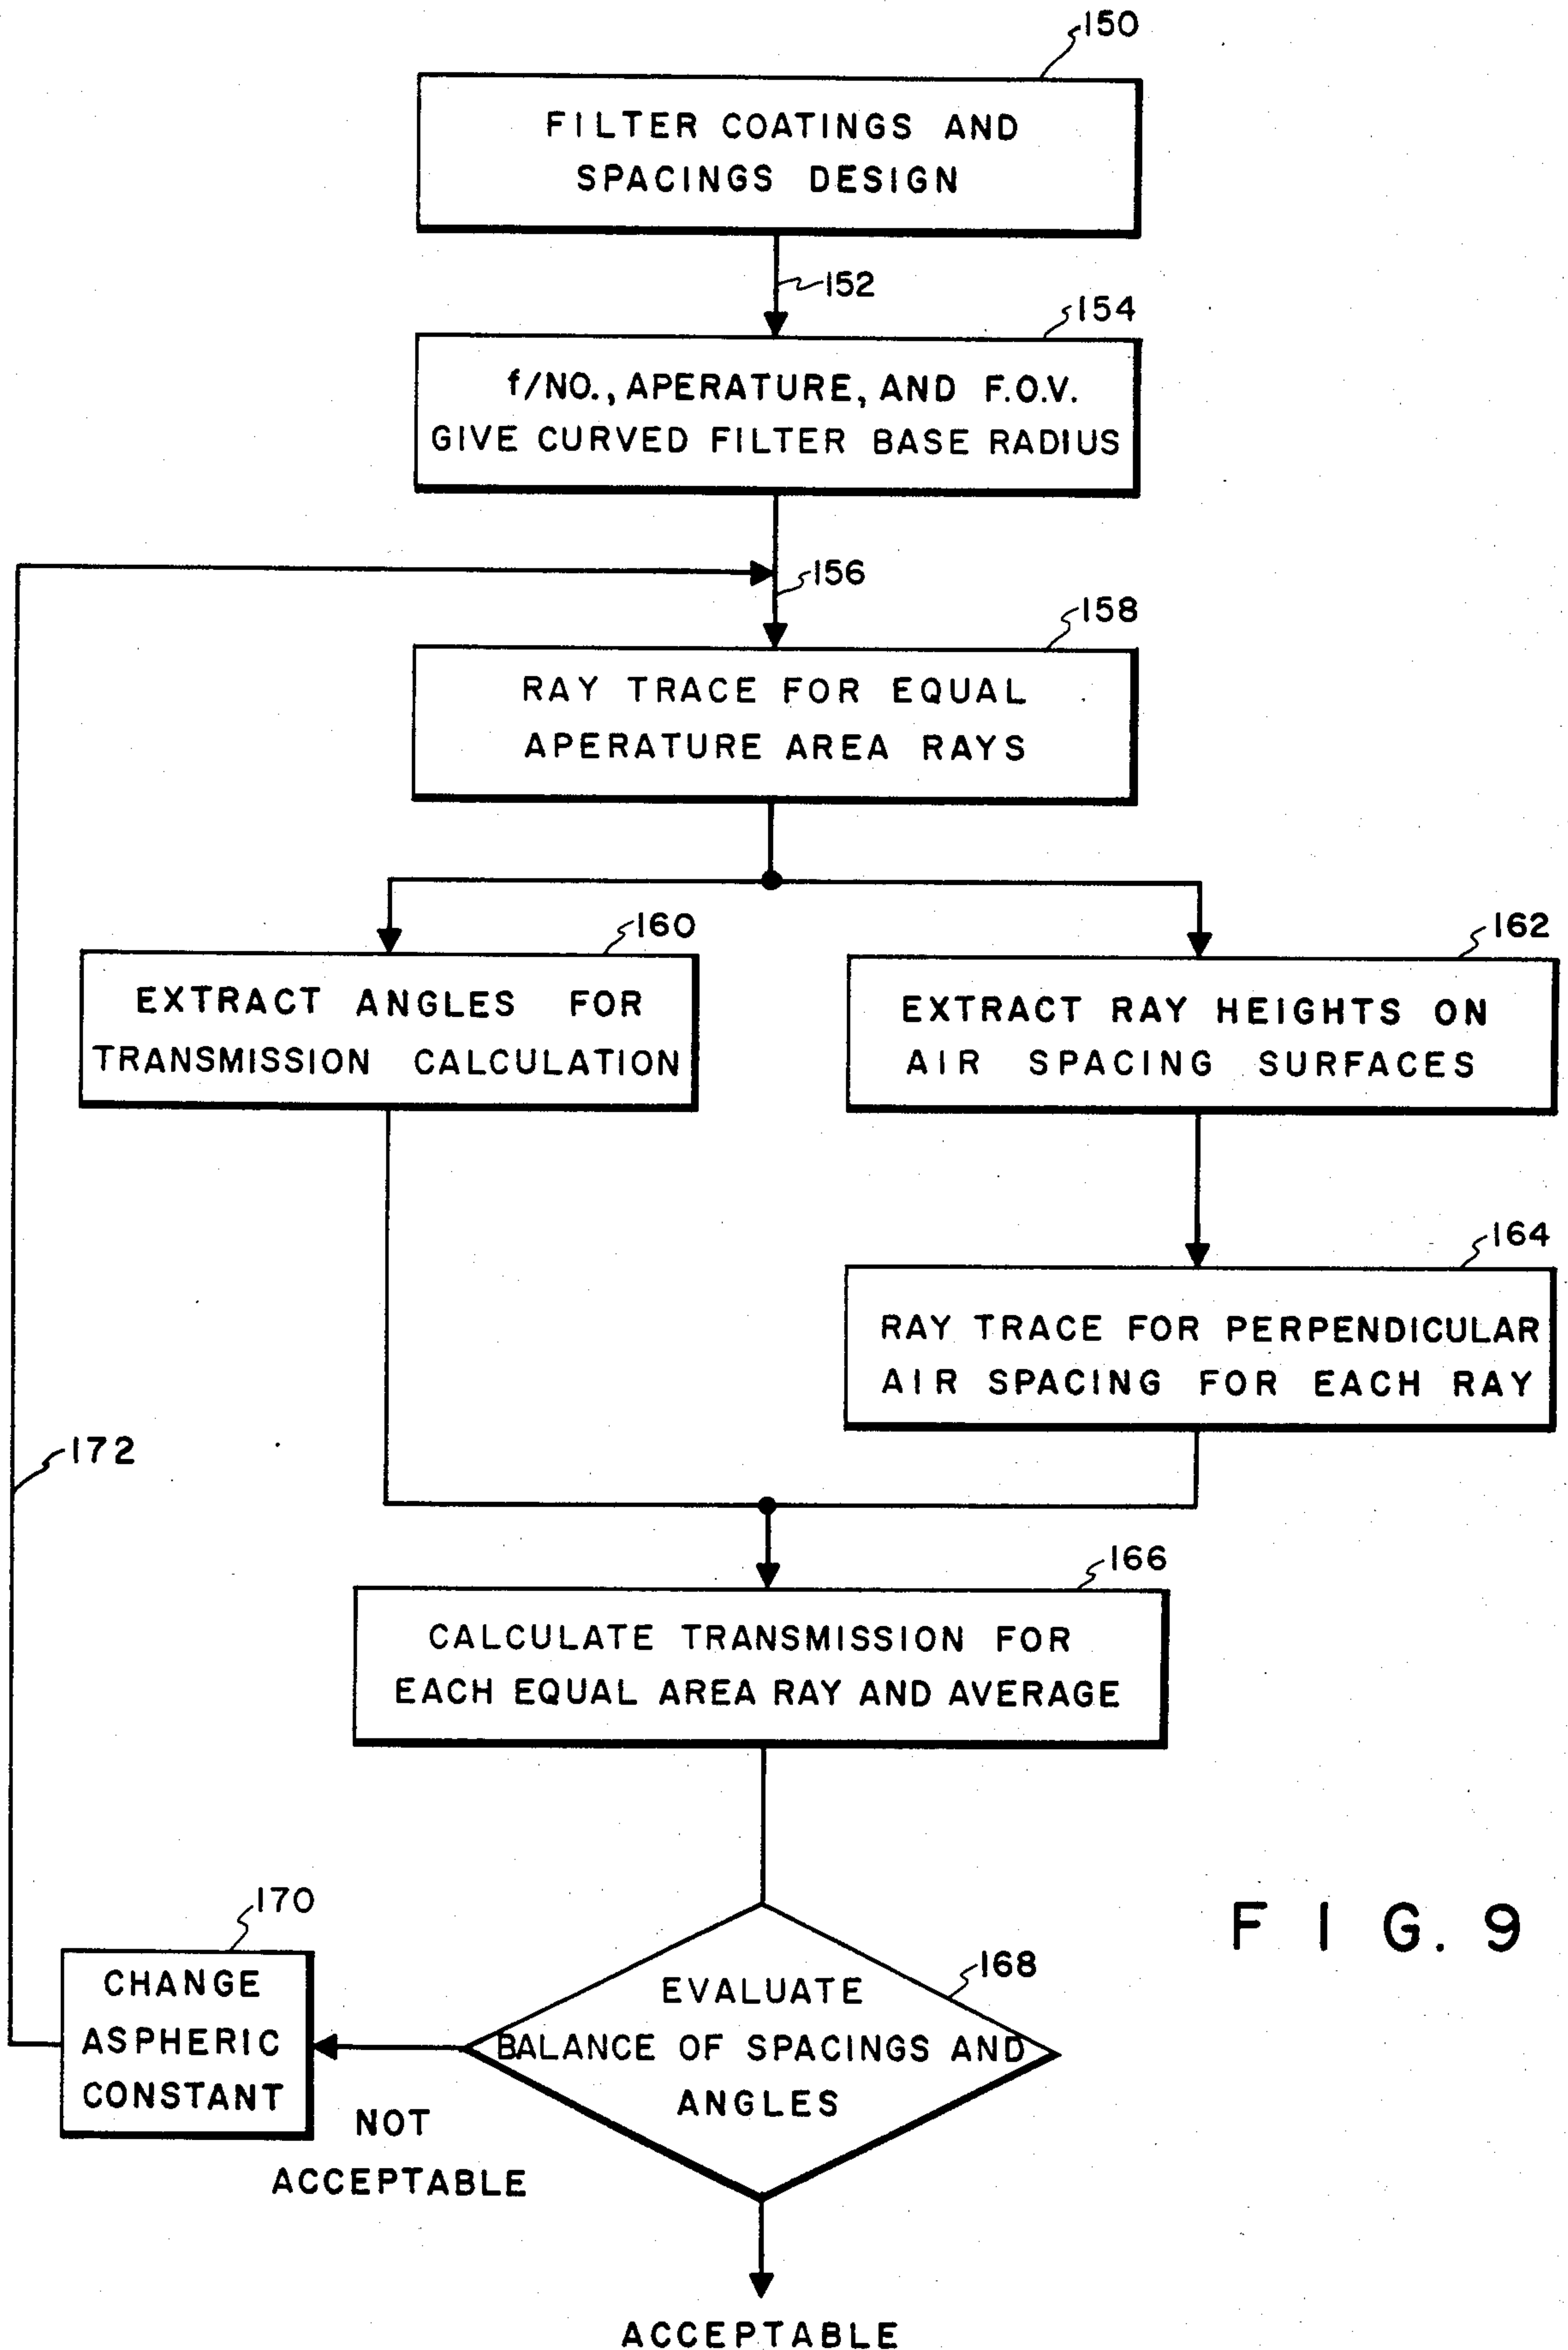 150
FILTER COATINGS AND
SPACINGS DESIGN
152
154
f/NO., APERATURE, AND F.O.V.
GIVE CURVED FILTER BASE RADIUS
156
158
RAY TRACE FOR EQUAL
APERATURE AREA RAYS
160
EXTRACT ANGLES FOR
TRANSMISSION CALCULATION
162
EXTRACT RAY HEIGHTS ON
AIR SPACING SURFACES
164
RAY TRACE FOR PERPENDICULAR
AIR SPACING FOR EACH RAY
172
166
CALCULATE TRANSMISSION FOR
EACH EQUAL AREA RAY AND AVERAGE
170
CHANGE
ASPHERIC
CONSTANT
168
EVALUATE
BALANCE OF SPACINGS AND
ANGLES
NOT
ACCEPTABLE
ACCEPTABLE
FIG. 9